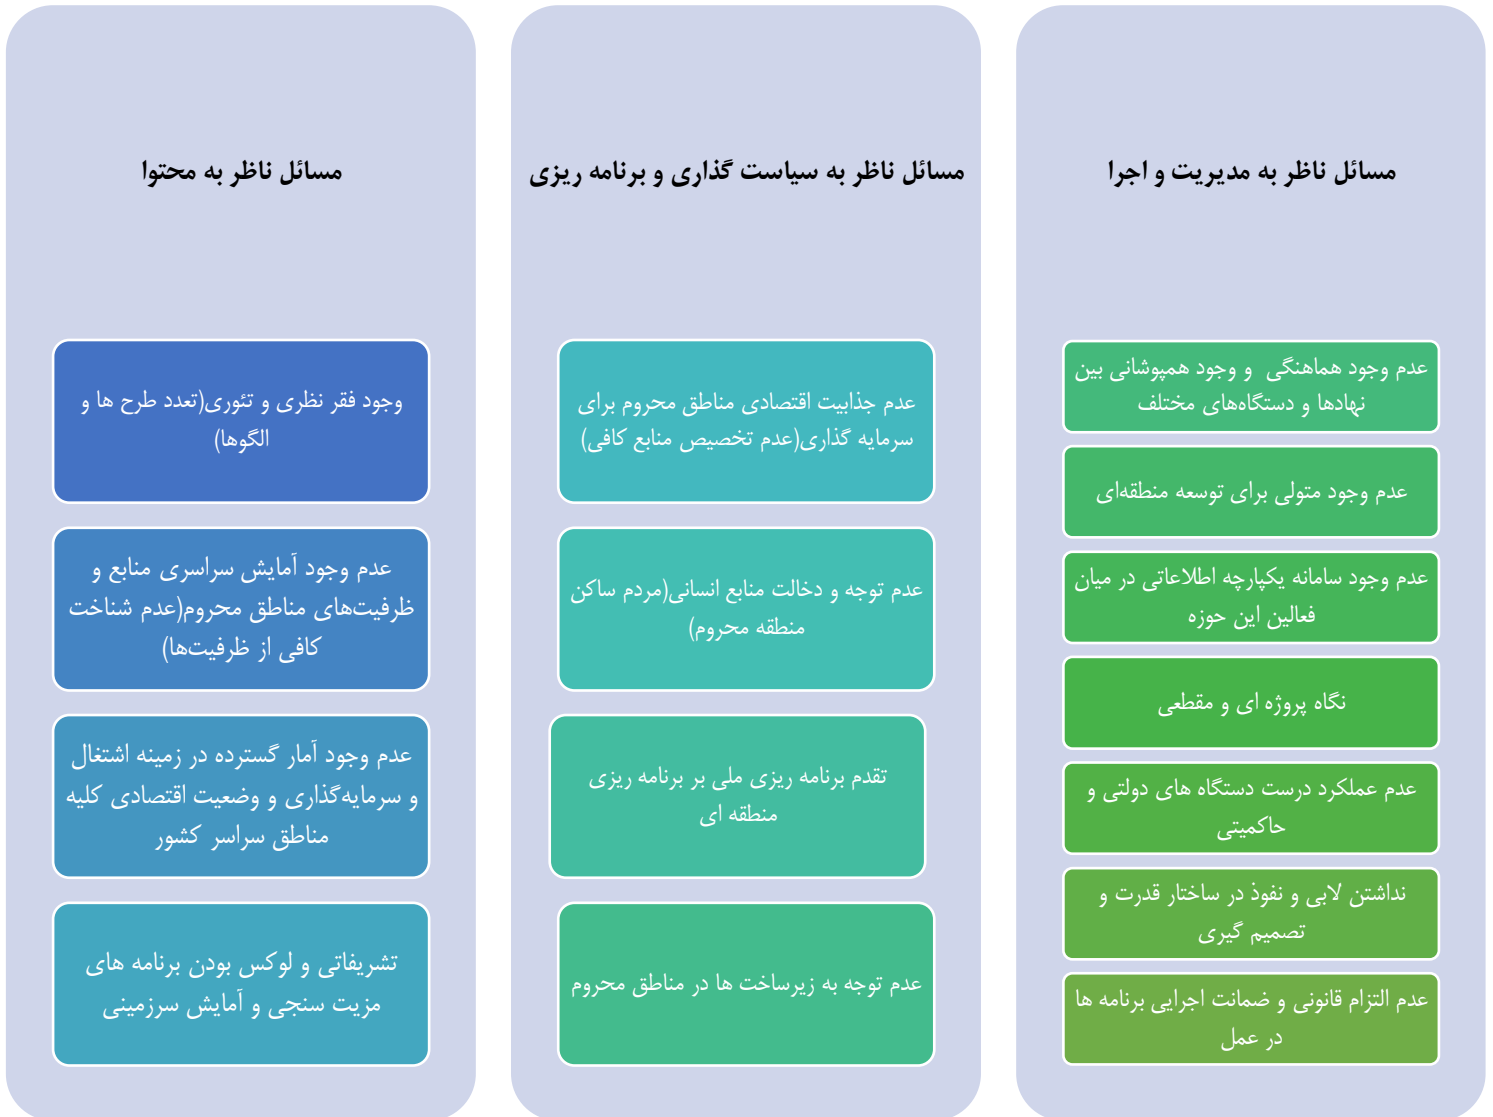 مسائل ناظر به مدیریت و اجرا
عدم وجود هماهنگی و وجود همپوشانی بین
نهادها و دستگاه‌های مختلف
عدم وجود متولی برای توسعه منطقه‌ای
عدم وجود سامانه یکپارچه اطلاعاتی در میان
فعالین این حوزه
نگاه پروژه ای و مقطعی
عدم عملکرد درست دستگاه های دولتی و
حاکمیتی
نداشتن لابی و نفوذ در ساختار قدرت و
تصمیم گیری
عدم التزام قانونی و ضمانت اجرایی برنامه ها
در عمل
مسائل ناظر به سیاست گذاری و برنامه ریزی
عدم جذابیت اقتصادی مناطق محروم برای
سرمایه گذاری(عدم تخصیص منابع کافی)
عدم توجه و دخالت منابع انسانی(مردم ساکن
منطقه محروم)
تقدم برنامه ریزی ملی بر برنامه ریزی
منطقه ای
عدم توجه به زیرساخت ها در مناطق محروم
مسائل ناظر به محتوا
وجود فقر نظری و تئوری(تعدد طرح ها و
الگوها)
عدم وجود آمایش سراسری منابع و
ظرفیت‌های مناطق محروم(عدم شناخت
کافی از ظرفیت‌ها)
عدم وجود آمار گسترده در زمینه اشتغال
و سرمایه‌گذاری و وضعیت اقتصادی کلیه
مناطق سراسر کشور
تشریفاتی و لوکس بودن برنامه های
مزیت سنجی و آمایش سرزمینی